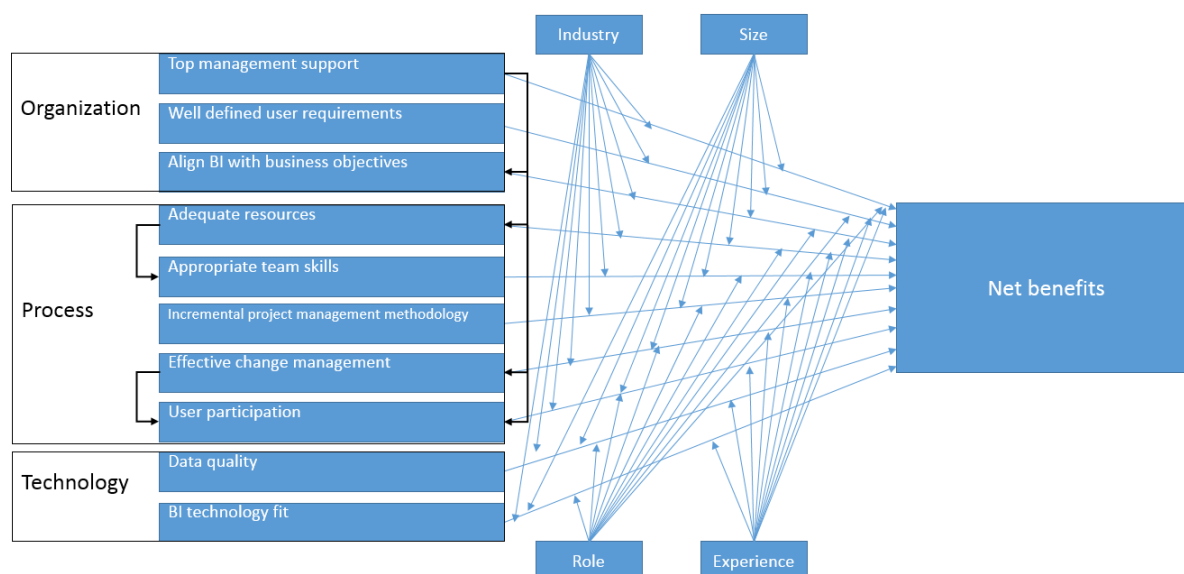 Industry
Size
Organization
Top management support
Well defined user requirements
Align BI with business objectives
Process
Adequate resources
Appropriate team skills
Incremental project management methodology
Effective change management
User participation
Technology
Data quality
BI technology fit
Net benefits
Role
Experience